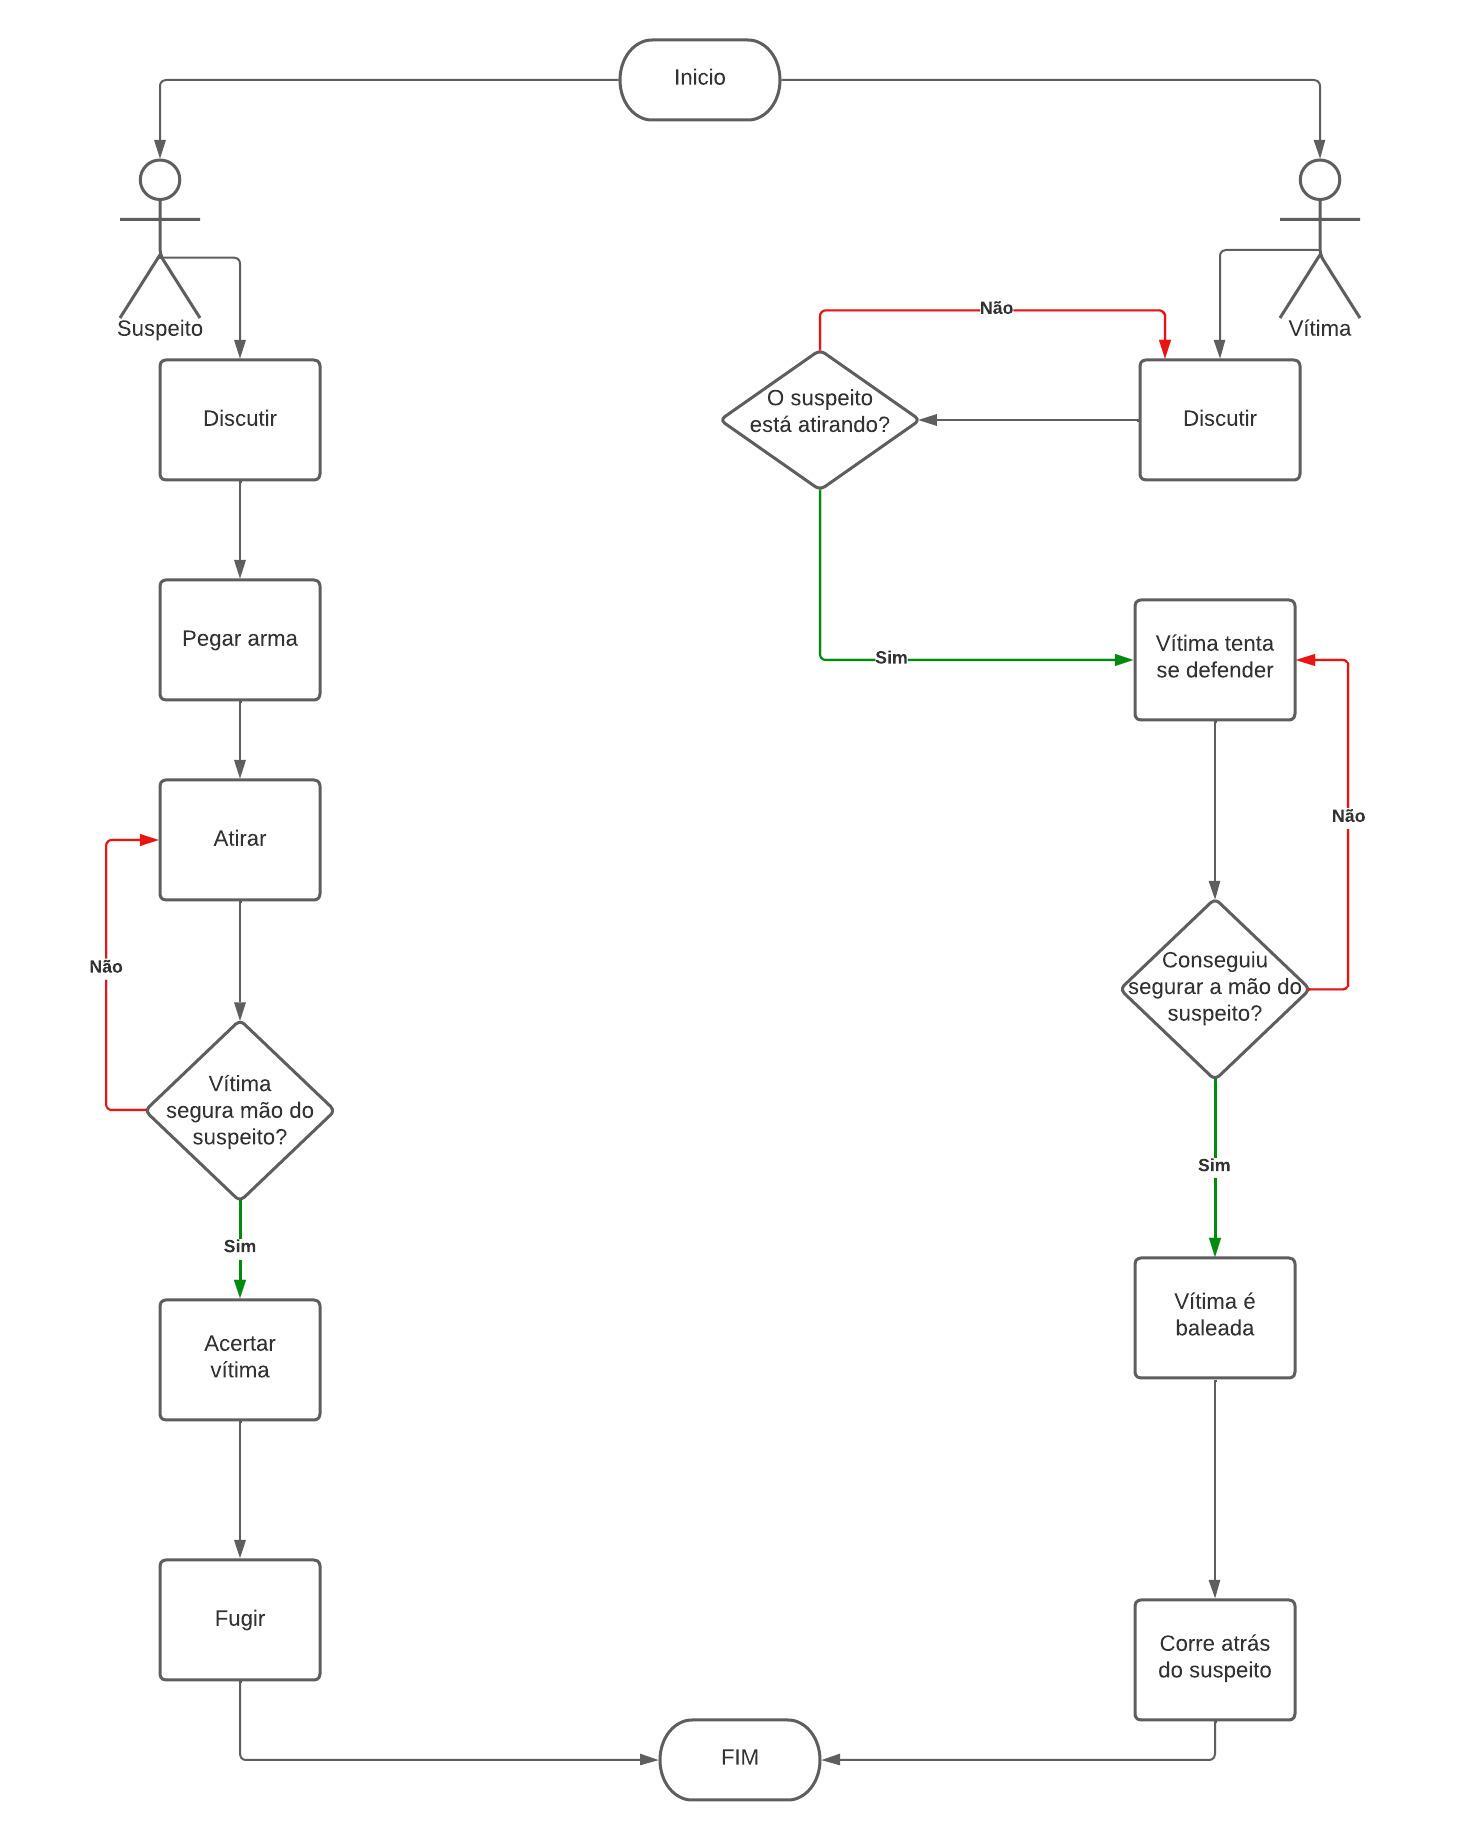 Inicio
Suspeito
Vítima
Não
O suspeito
está atirando?
Discutir
Discutir
Pegar arma
Vítima tenta
se defender
Sim
Atirar
Não
Não
Conseguiu
segurar a mão do
suspeito?
Vítima
segura mão do
suspeito?
Sim
Sim
Vítima é
baleada
Acertar
vítima
Fugir
Corre atrás
do suspeito
FIM